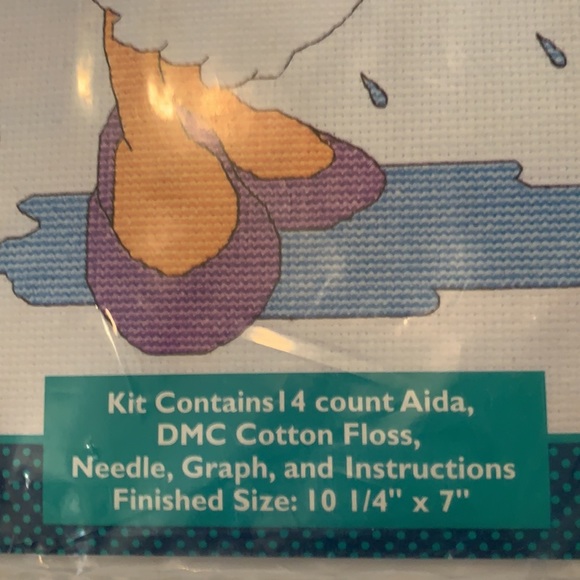 Kit Contains14 count Aida,
DMC Cotton Floss,
Needle, Graph, and Instructions
Finished Size: 10 1/4" x 7"